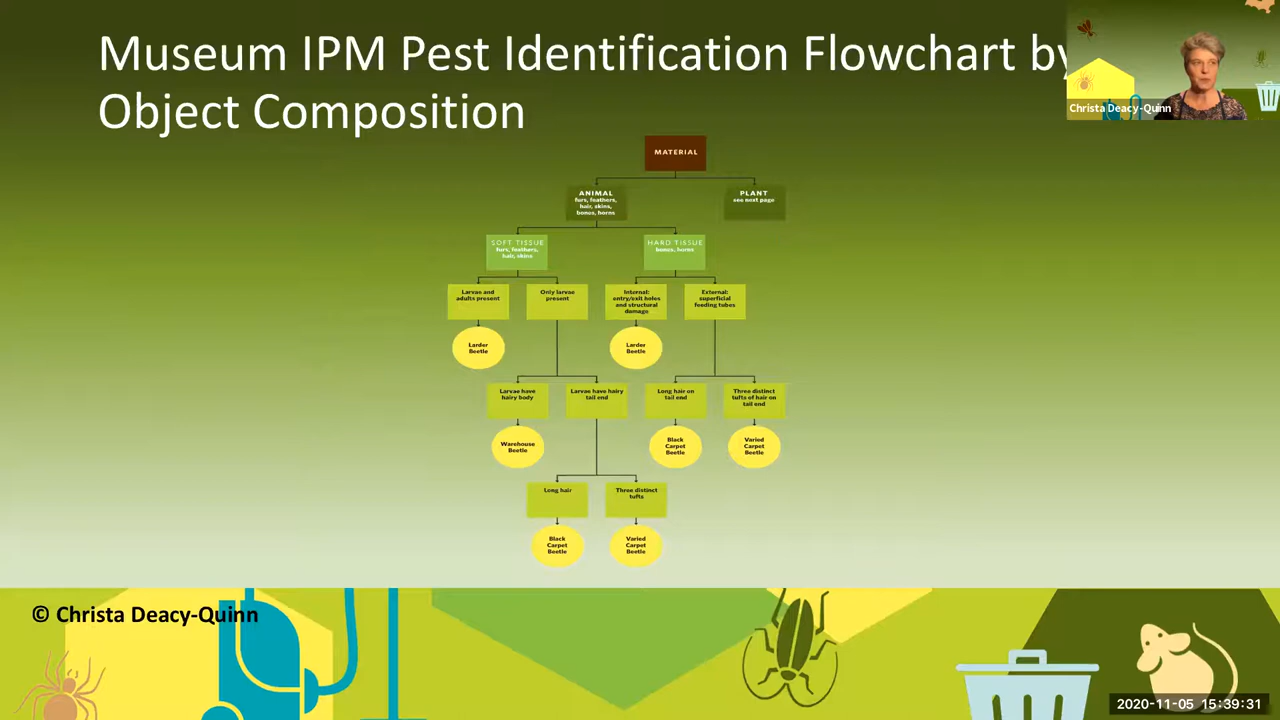 Museum IPM Pest Identification Flowchart by
Object Composition
Christa Deacy-Quinn
MATERIAL
ANIMAL
furs, feathers,
hair, skins,
bones, horns
PLANT
see next page
SOFT TISSUE
furs, feathers,
hair, skins
HARD TISSUE
bones, horns
Larvae and
adults present
Only larvae
present
Internal:
entry/exit holes
and structural
damage
External:
superficial
feeding tubes
Larder
Beetle
Larder
Beetle
Larvae have
hairy body
Larvae have hairy
tail end
Long hair on
tail end
Three distinct
tufts of hair on
tail end
Warehouse
Beetle
Black
Carpet
Beetle
Varied
Carpet
Beetle
Long hair
Three distinct
tufts
Black
Carpet
Beetle
Varied
Carpet
Beetle
© Christa Deacy-Quinn
2020-11-05 15:39:31